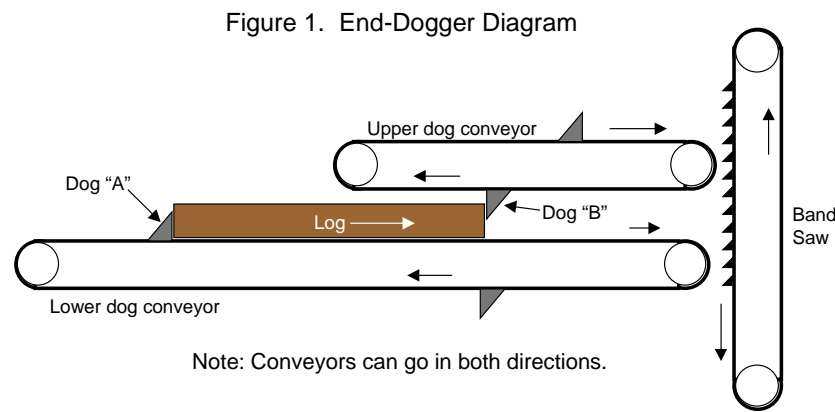 Figure 1. End-Dogger Diagram
Upper dog conveyor
Dog “A”
Dog “B”
Log
Band
Saw
Lower dog conveyor
Note: Conveyors can go in both directions.